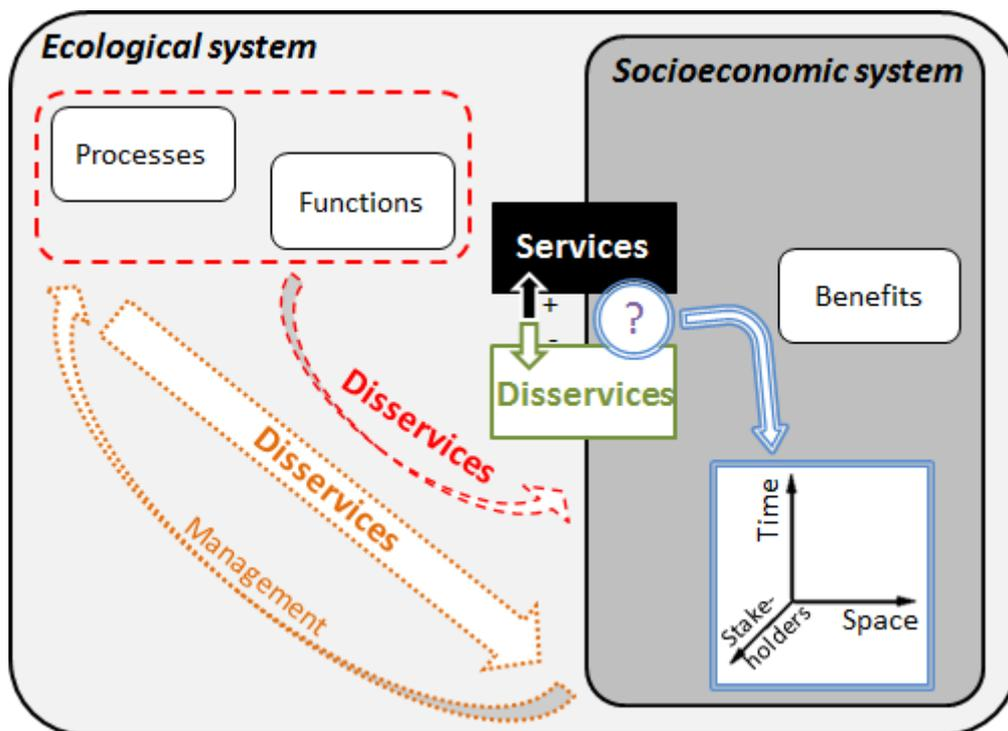 Ecological system
Socioeconomic system
Processes
Functions
Services
+
?
-
Disservices
Benefits
Disservices
Disservices
Management
Time
Space
Stake-
holders